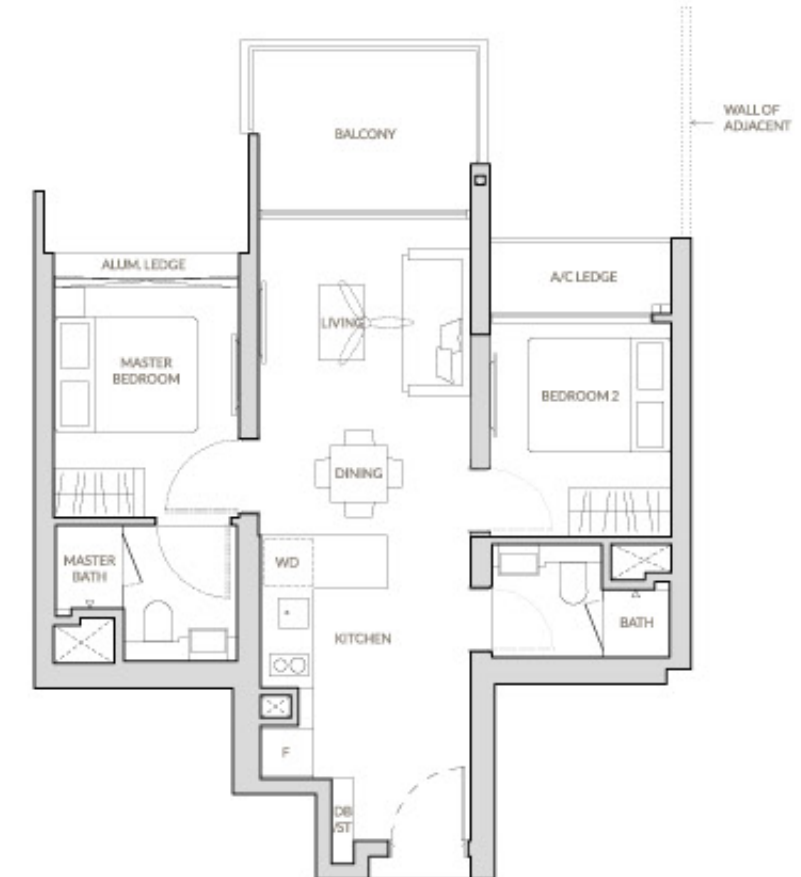 BALCONY
WALL OF
ADJACENT
ALUM. LEDGE
A/C LEDGE
LIVING
MASTER
BEDROOM
BEDROOM 2
DINING
MASTER
BATH
WD
KITCHEN
BATH
F
DB
/ST